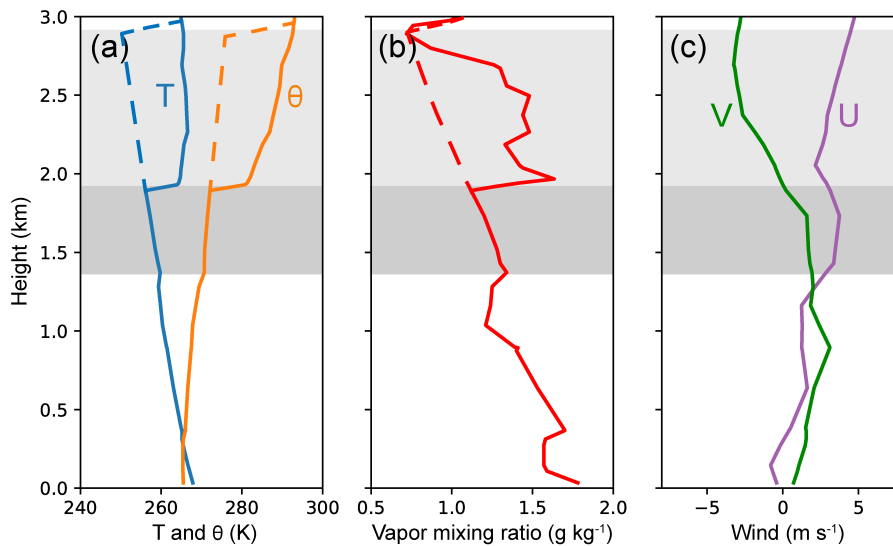 (a)
(b)
(c)
T
θ
V
U
3.0
2.5
2.0
1.5
1.0
0.5
0.0
Height (km)
240
260
280
300
0.5
1.0
1.5
2.0
−5
0
5
T and θ (K)
Vapor mixing ratio (g kg⁻¹)
Wind (m s⁻¹)